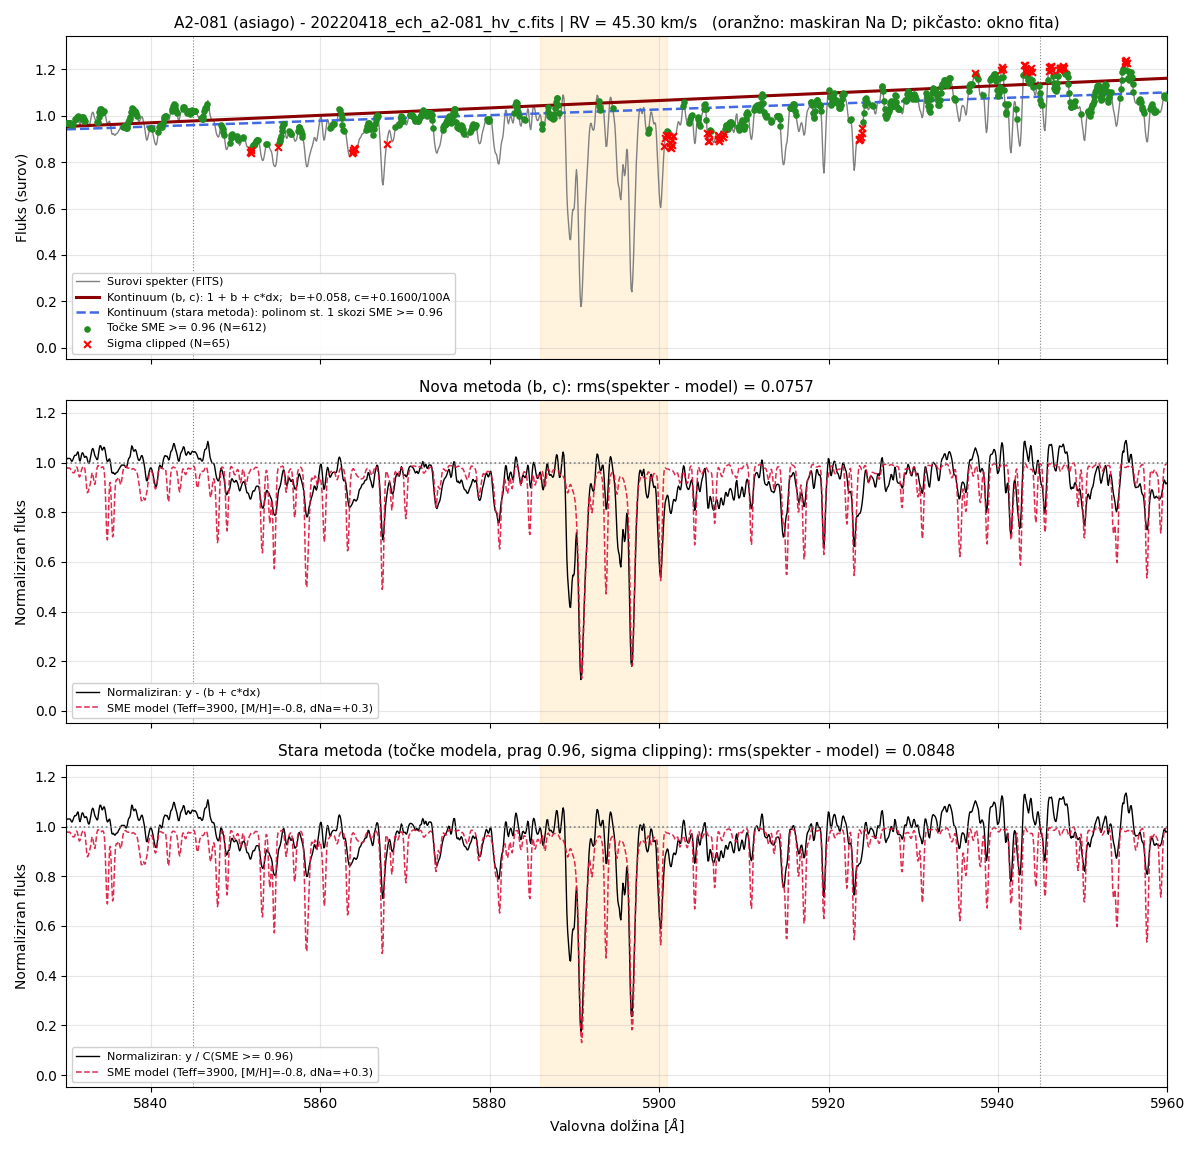 A2-081 (asiago) - 20220418_ech_a2-081_hv_c.fits | RV = 45.30 km/s   (oranžno: maskiran Na D; pikčasto: okno fita)
1.2
1.0
0.8
0.6
0.4
0.2
0.0
Fluks (surov)
Surovi spekter (FITS)
Kontinuum (b, c): 1 + b + c*dx;  b=+0.058, c=+0.1600/100A
Kontinuum (stara metoda): polinom st. 1 skozi SME >= 0.96
Točke SME >= 0.96 (N=612)
Sigma clipped (N=65)
Nova metoda (b, c): rms(spekter - model) = 0.0757
1.2
1.0
0.8
0.6
0.4
0.2
0.0
Normaliziran fluks
Normaliziran: y - (b + c*dx)
SME model (Teff=3900, [M/H]=-0.8, dNa=+0.3)
Stara metoda (točke modela, prag 0.96, sigma clipping): rms(spekter - model) = 0.0848
1.2
1.0
0.8
0.6
0.4
0.2
0.0
Normaliziran fluks
Normaliziran: y / C(SME >= 0.96)
SME model (Teff=3900, [M/H]=-0.8, dNa=+0.3)
5840 5860 5880 5900 5920 5940 5960
Valovna dolžina [Å]